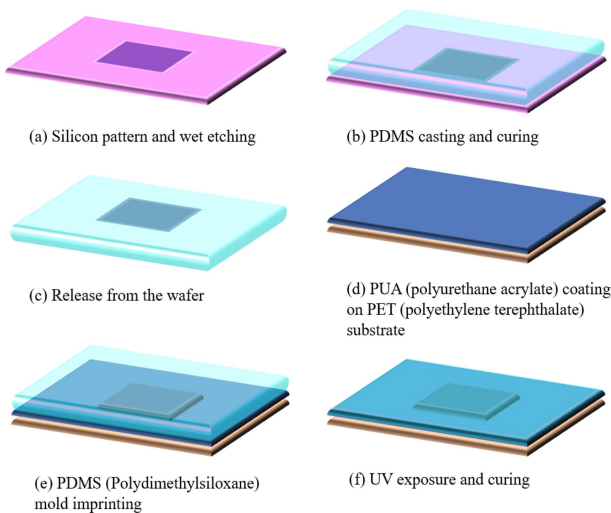 (a) Silicon pattern and wet etching
(b) PDMS casting and curing
(c) Release from the wafer
(d) PUA (polyurethane acrylate) coating
on PET (polyethylene terephthalate)
substrate
(e) PDMS (Polydimethylsiloxane)
mold imprinting
(f) UV exposure and curing